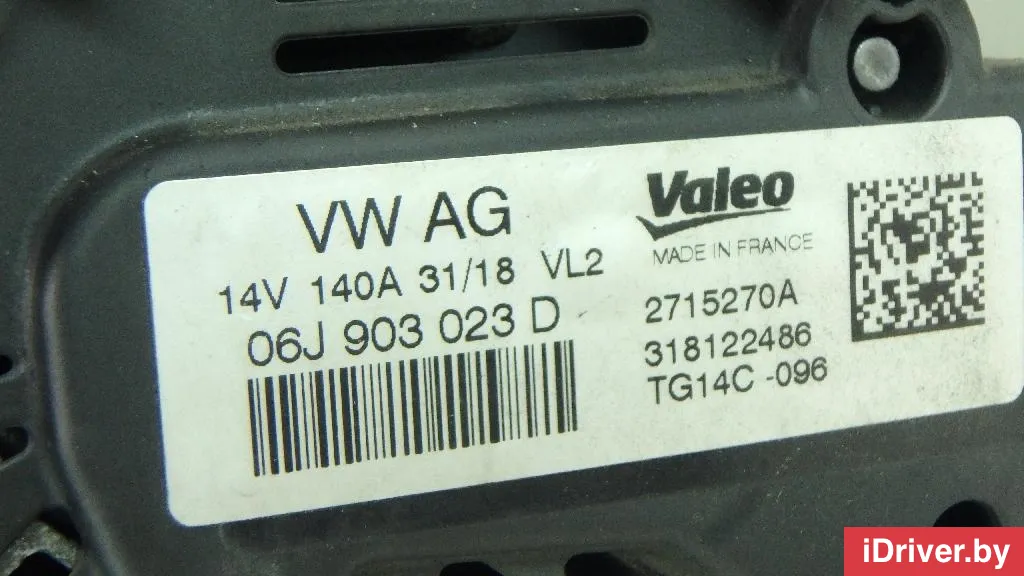 VW AG
14V 140A 31/18 VL2
06J 903 023 D
Valeo
MADE IN FRANCE
2715270A
318122486
TG14C -096
iDriver.by